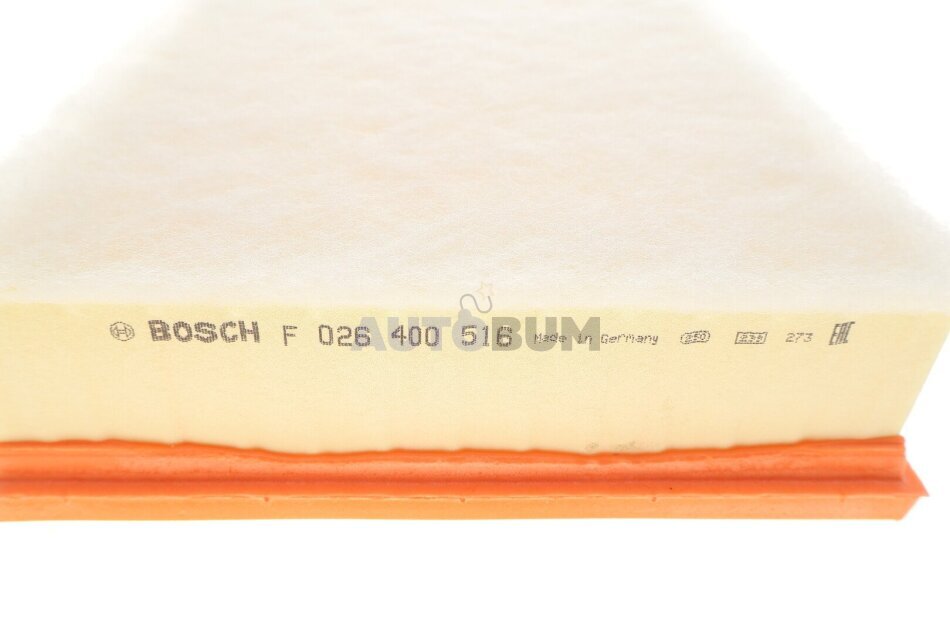 BOSCH F 026 400 516 Made in Germany 273 EAC
AUTOBUM